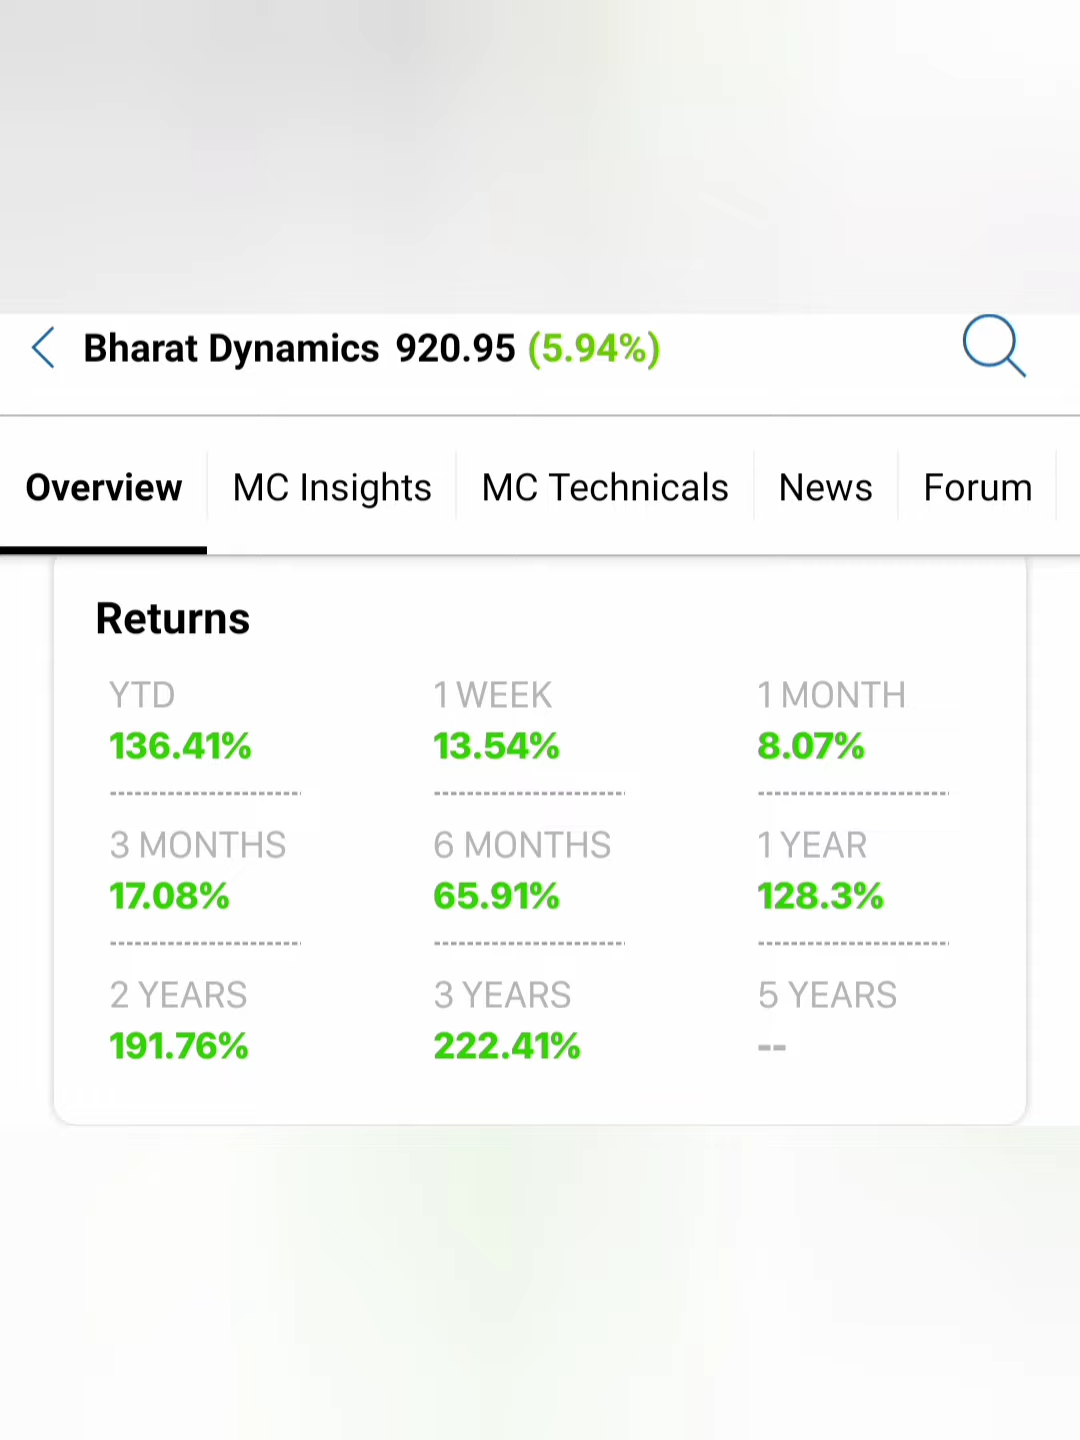 Bharat Dynamics 920.95 (5.94%)
Overview MC Insights MC Technicals News Forum
Returns
YTD 1 WEEK 1 MONTH
136.41% 13.54% 8.07%
3 MONTHS 6 MONTHS 1 YEAR
17.08% 65.91% 128.3%
2 YEARS 3 YEARS 5 YEARS
191.76% 222.41% --